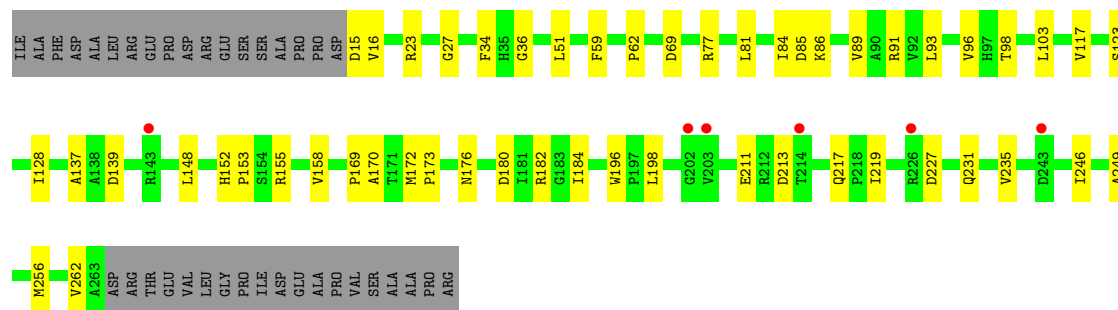 ILE ALA PHE ASP ALA LEU ARG GLU PRO ASP ARG GLU SER SER ALA PRO PRO ASP D15 V16 R23 G27 F34 H35 G36 L51 F59 P62 D69 R77 L81 I84 D85 K86 V89 A90 R91 V92 L93 V96 H97 T98 L103 V117
I128 A137 A138 D139 R143 L148 H152 P153 S154 R155 V158 P169 A170 T171 M172 P173 N176 D180 I181 R182 G183 I184 W196 P197 L198 G202 V203 E211 R212 D213 T214 Q217 P218 I219 R226 D227 Q231 V235 D243 I246
M256 V262 A263 ASP ARG THR GLU VAL LEU GLY PRO ILE ASP GLU ALA PRO VAL SER ALA ALA PRO ARG